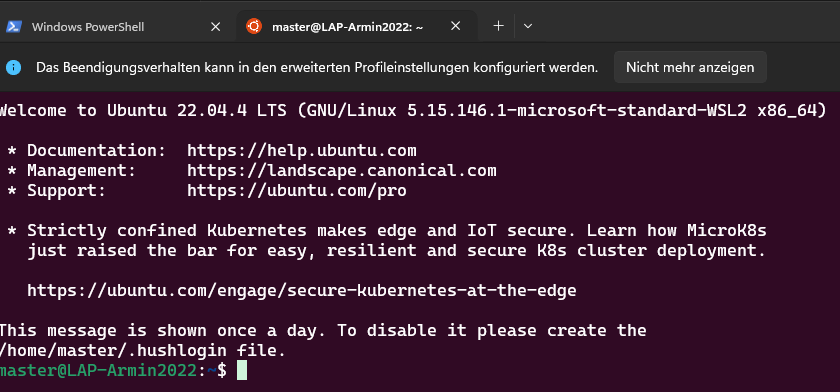 Windows PowerShell
master@LAP-Armin2022: ~
Das Beendigungsverhalten kann in den erweiterten Profileinstellungen konfiguriert werden.
Nicht mehr anzeigen
Welcome to Ubuntu 22.04.4 LTS (GNU/Linux 5.15.146.1-microsoft-standard-WSL2 x86_64)
* Documentation:  https://help.ubuntu.com
* Management:     https://landscape.canonical.com
* Support:        https://ubuntu.com/pro
* Strictly confined Kubernetes makes edge and IoT secure. Learn how MicroK8s
just raised the bar for easy, resilient and secure K8s cluster deployment.
https://ubuntu.com/engage/secure-kubernetes-at-the-edge
This message is shown once a day. To disable it please create the
/home/master/.hushlogin file.
master@LAP-Armin2022:~$